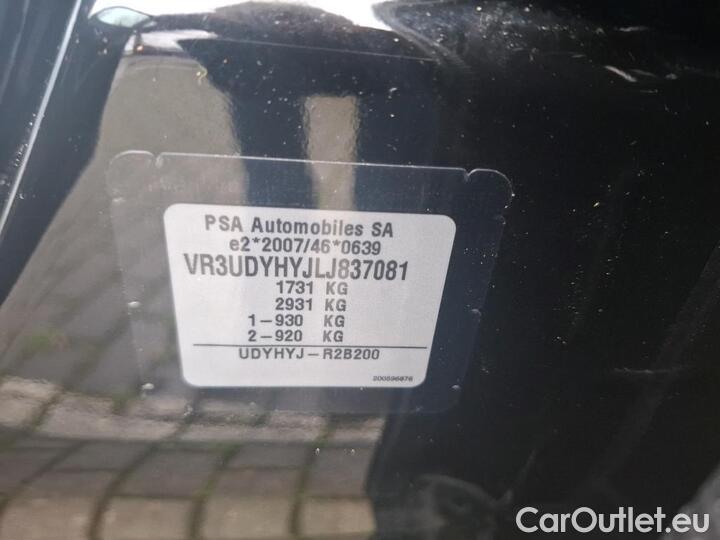 PSA Automobiles SA
e2*2007/46*0639
VR3UDYHYJLJ837081
1731 KG
2931 KG
1-930 KG
2-920 KG
UDYHYJ-R2B200
200596876
CarOutlet.eu